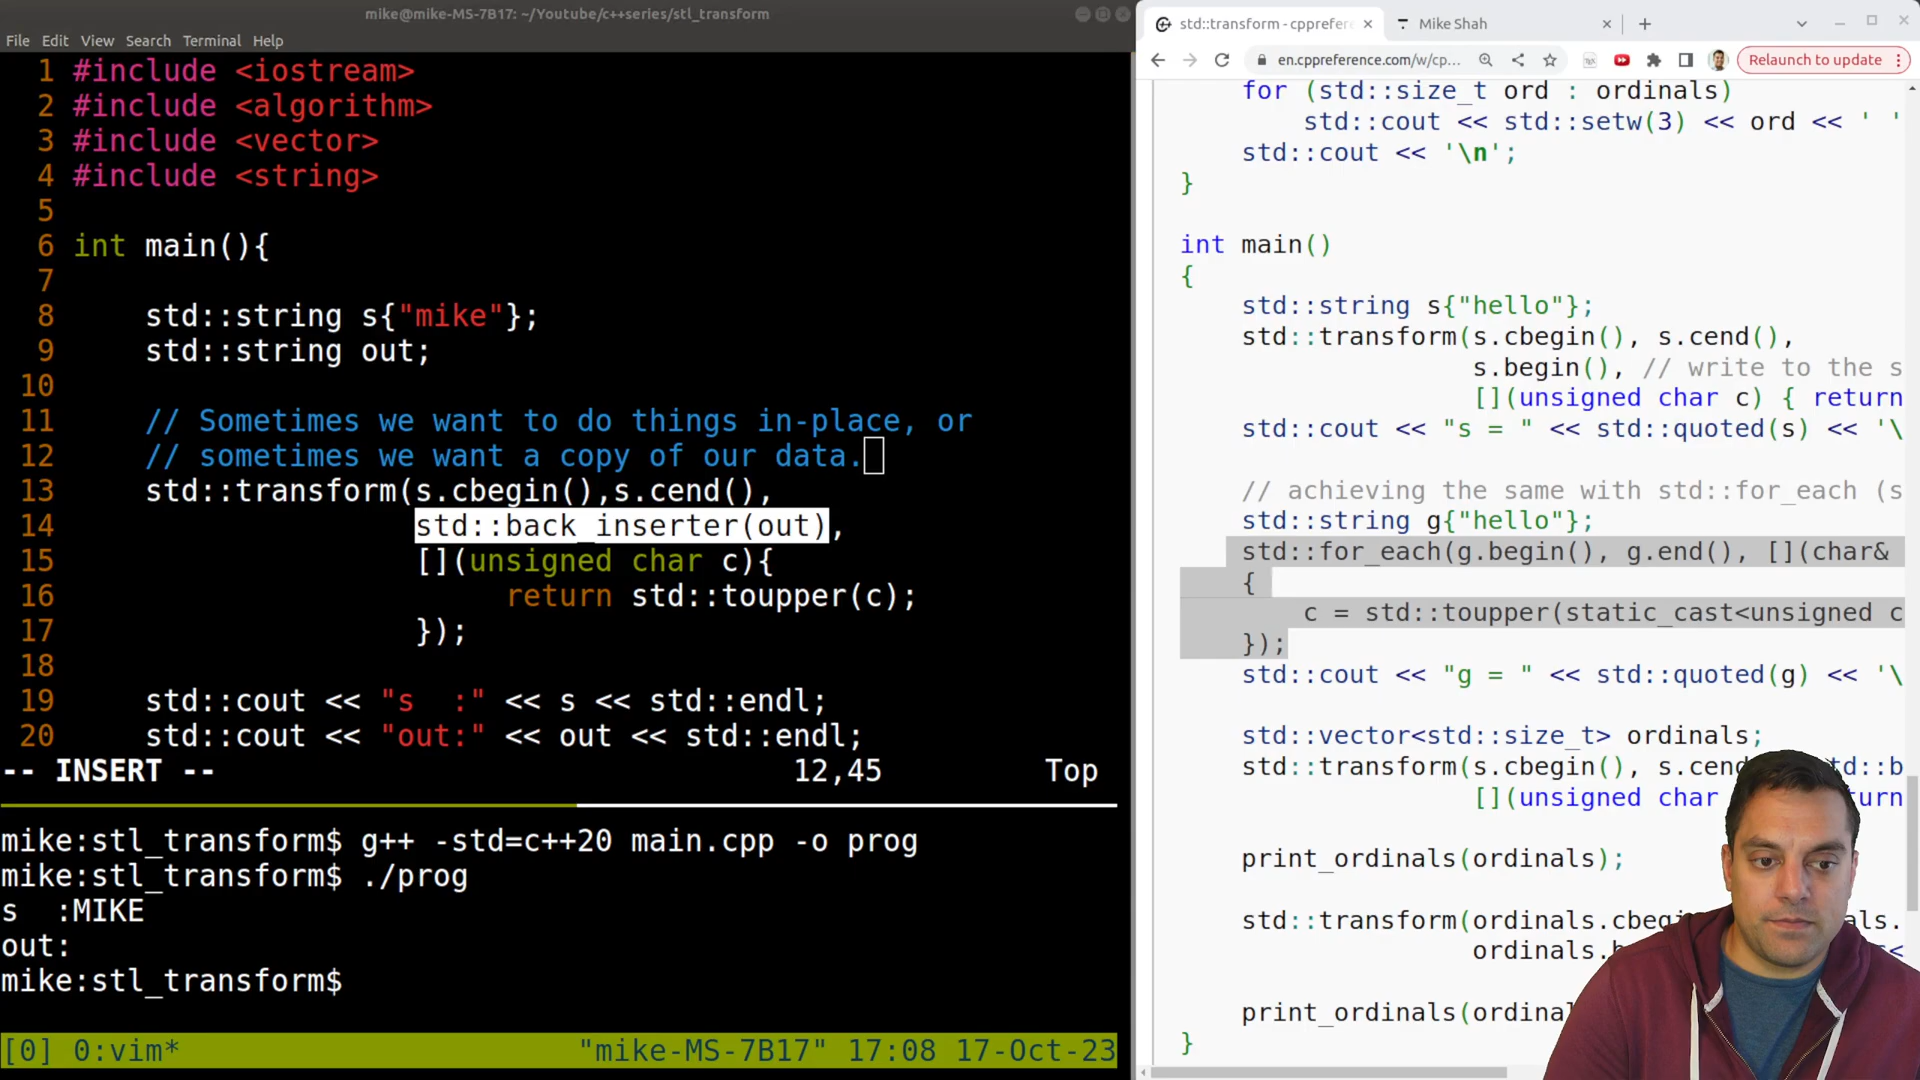 mike@mike-MS-7B17: ~/Youtube/c++series/stl_transform
File Edit View Search Terminal Help
1 #include <iostream>
2 #include <algorithm>
3 #include <vector>
4 #include <string>
5
6 int main(){
7
8 std::string s{"mike"};
9 std::string out;
10
11 // Sometimes we want to do things in-place, or
12 // sometimes we want a copy of our data.
13 std::transform(s.cbegin(),s.cend(),
14 std::back_inserter(out),
15 [](unsigned char c){
16 return std::toupper(c);
17 });
18
19 std::cout << "s  :" << s << std::endl;
20 std::cout << "out:" << out << std::endl;
-- INSERT -- 12,45 Top
mike:stl_transform$ g++ -std=c++20 main.cpp -o prog
mike:stl_transform$ ./prog
s  :MIKE
out:
mike:stl_transform$
[0] 0:vim* "mike-MS-7B17" 17:08 17-Oct-23
std::transform - cppreferen
Mike Shah
en.cppreference.com/w/cp...
Relaunch to update
for (std::size_t ord : ordinals)
std::cout << std::setw(3) << ord << ' '
std::cout << '\n';
}
int main()
{
std::string s{"hello"};
std::transform(s.cbegin(), s.cend(),
s.begin(), // write to the s
[](unsigned char c) { return
std::cout << "s = " << std::quoted(s) << '\
// achieving the same with std::for_each (s
std::string g{"hello"};
std::for_each(g.begin(), g.end(), [](char&
{
c = std::toupper(static_cast<unsigned c
});
std::cout << "g = " << std::quoted(g) << '\
std::vector<std::size_t> ordinals;
std::transform(s.cbegin(), s.cend
[](unsigned char
print_ordinals(ordinals);
std::transform(ordinals.cbeg
ordinals.
print_ordinals(ordina
}